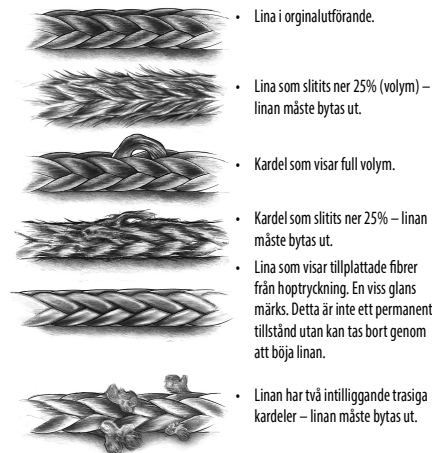 • Lina i orginalutförande.
• Lina som slitits ner 25% (volym) –
linan måste bytas ut.
• Kardel som visar full volym.
• Kardel som slitits ner 25% – linan
måste bytas ut.
• Lina som visar tillplattade fibrer
från hoptryckning. En viss glans
märks. Detta är inte ett permanent
tillstånd utan kan tas bort genom
att böja linan.
• Linan har två intilliggande trasiga
kardeler – linan måste bytas ut.